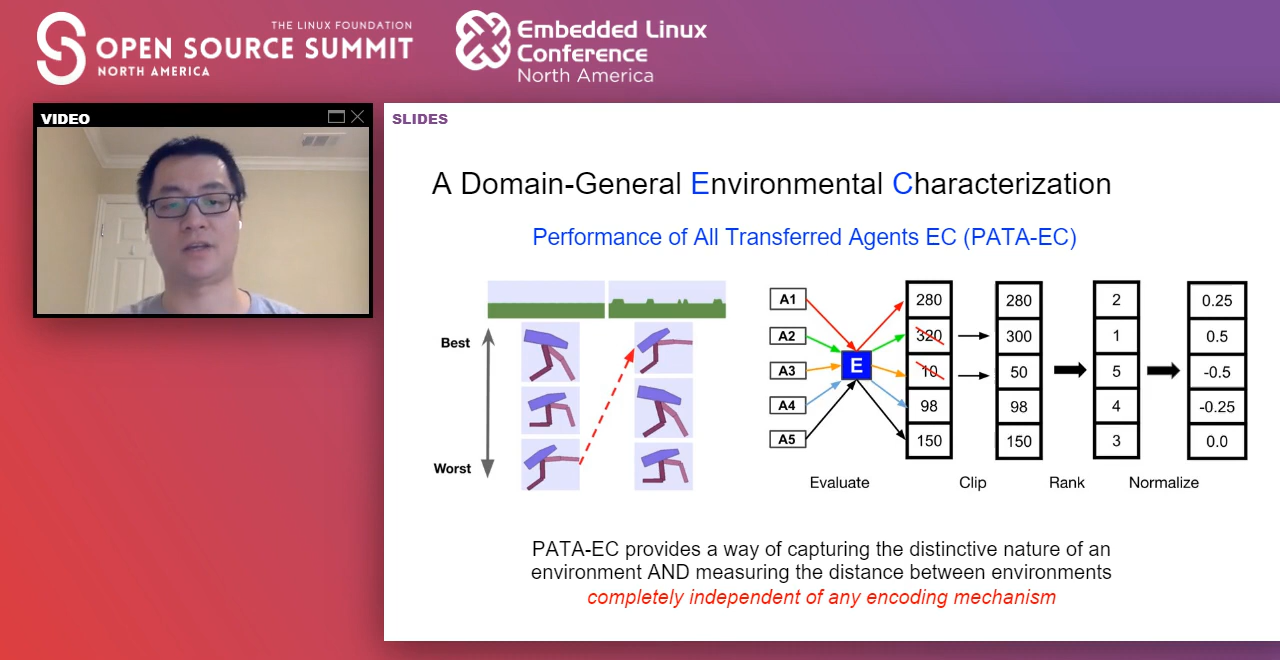 THE LINUX FOUNDATION
OPEN SOURCE SUMMIT
NORTH AMERICA
Embedded Linux
Conference
North America
VIDEO
SLIDES
A Domain-General Environmental Characterization
Performance of All Transferred Agents EC (PATA-EC)
Best
Worst
A1
A2
A3
A4
A5
E
280
320
10
98
150
280
300
50
98
150
2
1
5
4
3
0.25
0.5
-0.5
-0.25
0.0
Evaluate
Clip
Rank
Normalize
PATA-EC provides a way of capturing the distinctive nature of an
environment AND measuring the distance between environments
completely independent of any encoding mechanism